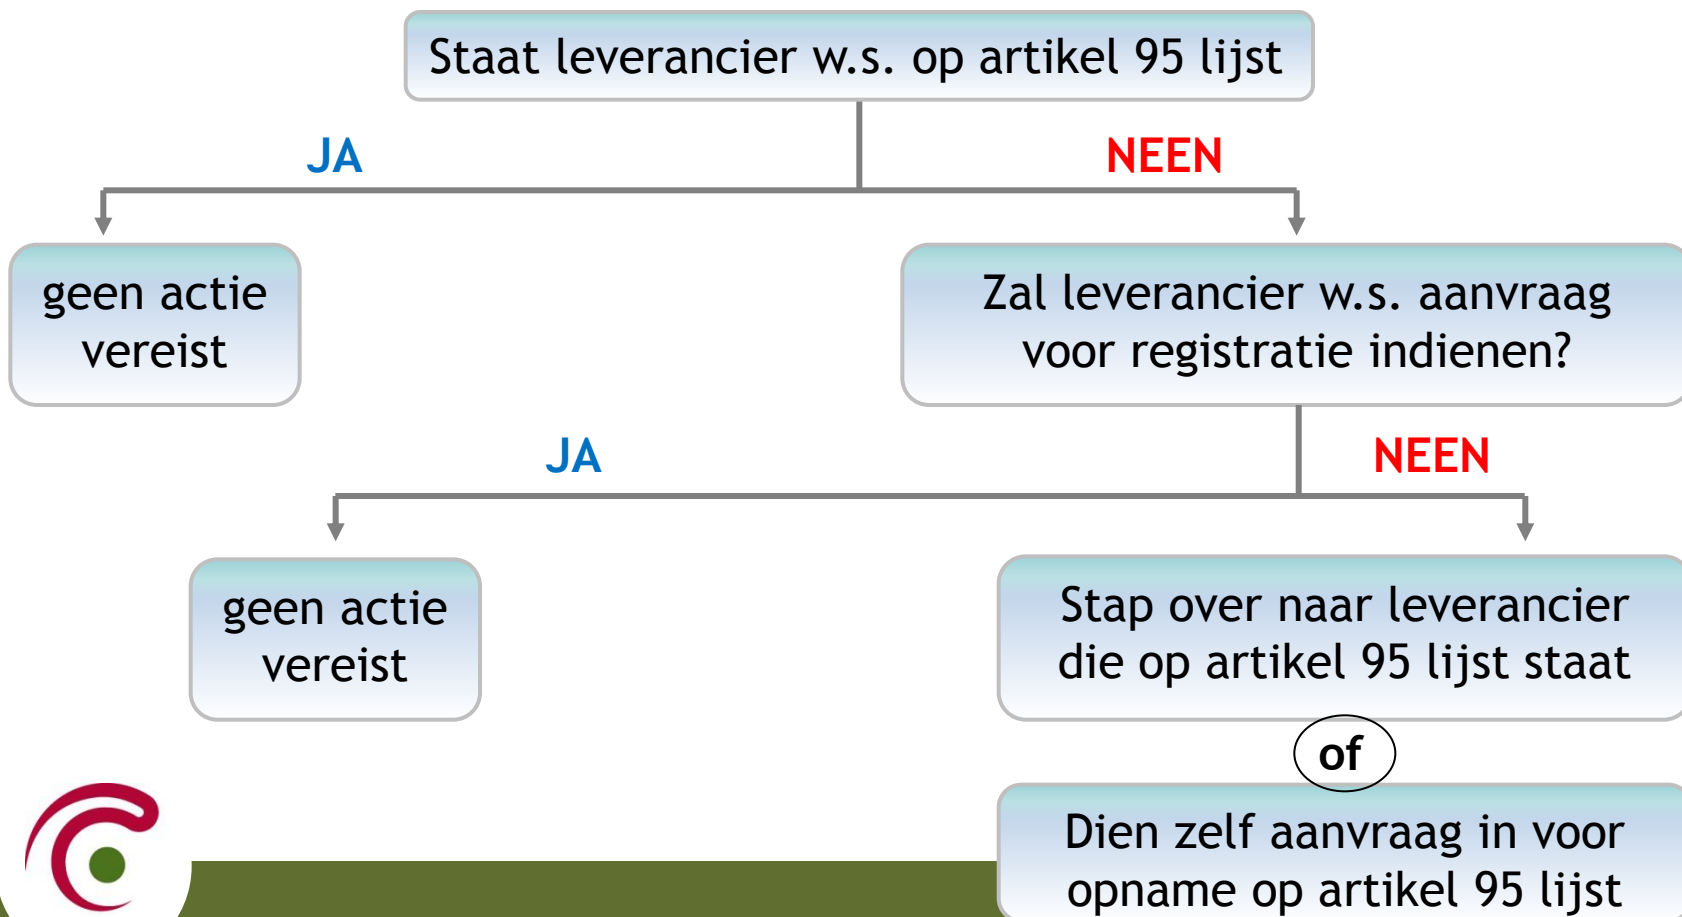 Staat leverancier w.s. op artikel 95 lijst
JA
NEEN
geen actie
vereist
Zal leverancier w.s. aanvraag
voor registratie indienen?
JA
NEEN
geen actie
vereist
Stap over naar leverancier
die op artikel 95 lijst staat
of
Dien zelf aanvraag in voor
opname op artikel 95 lijst